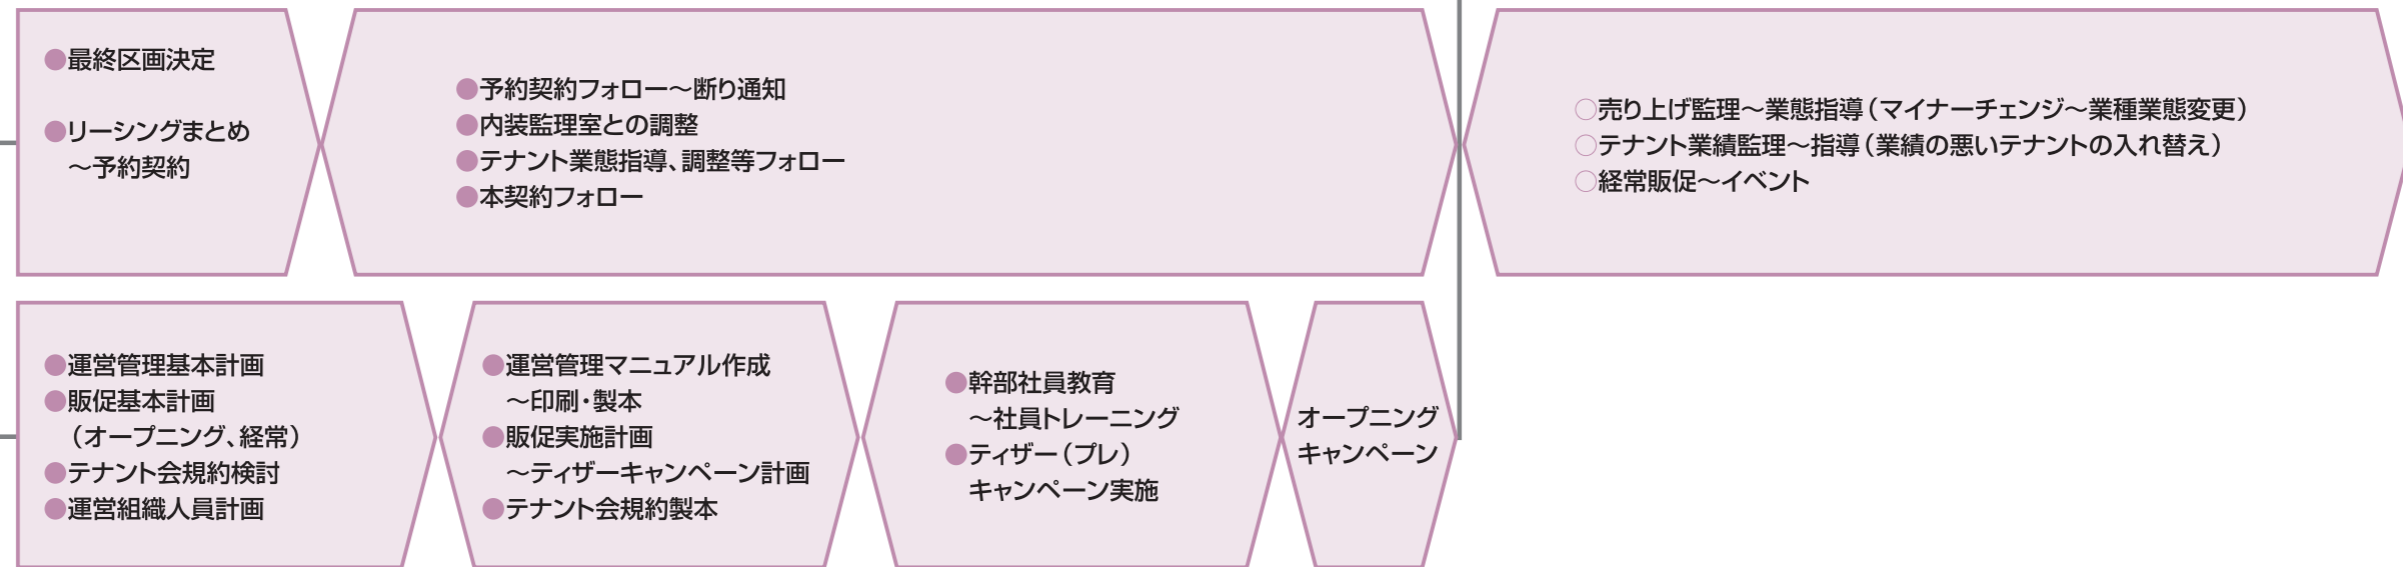 ●最終区画決定
●リーシングまとめ
～予約契約
●予約契約フォロー～断り通知
●内装監理室との調整
●テナント業態指導、調整等フォロー
●本契約フォロー
○売り上げ監理～業態指導（マイナーチェンジ～業種業態変更）
○テナント業績監理～指導（業績の悪いテナントの入れ替え）
○経常販促～イベント
●運営管理基本計画
●販促基本計画
（オープニング、経常）
●テナント会規約検討
●運営組織人員計画
●運営管理マニュアル作成
～印刷・製本
●販促実施計画
～ティザーキャンペーン計画
●テナント会規約製本
●幹部社員教育
～社員トレーニング
●ティザー（プレ）
キャンペーン実施
オープニング
キャンペーン